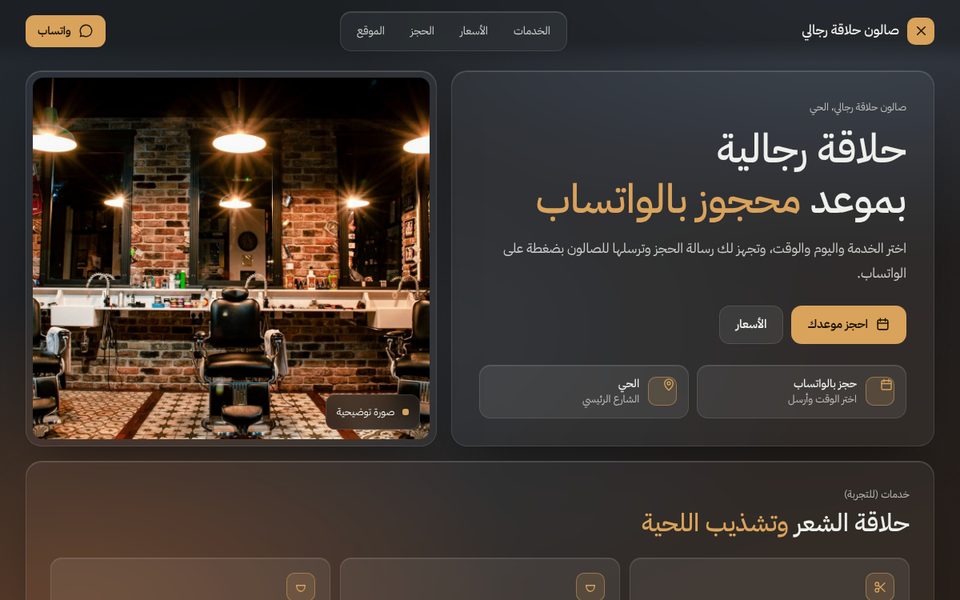 صالون حلاقة رجالي
الخدمات
الأسعار
الحجز
الموقع
واتساب
صالون حلاقة رجالي، الحي
حلاقة رجالية
بموعد محجوز بالواتساب
اختر الخدمة واليوم والوقت، وتجهز لك رسالة الحجز وترسلها للصالون بضغطة على
الواتساب.
احجز موعدك
الأسعار
حجز بالواتساب
اختر الوقت وأرسل
الحي
الشارع الرئيسي
صورة توضيحية
خدمات (للتجربة)
حلاقة الشعر وتشذيب اللحية